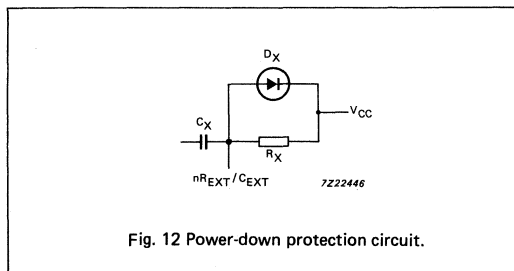 DX
VCC
CX
RX
nREXT/CEXT
7Z22446
Fig. 12 Power-down protection circuit.